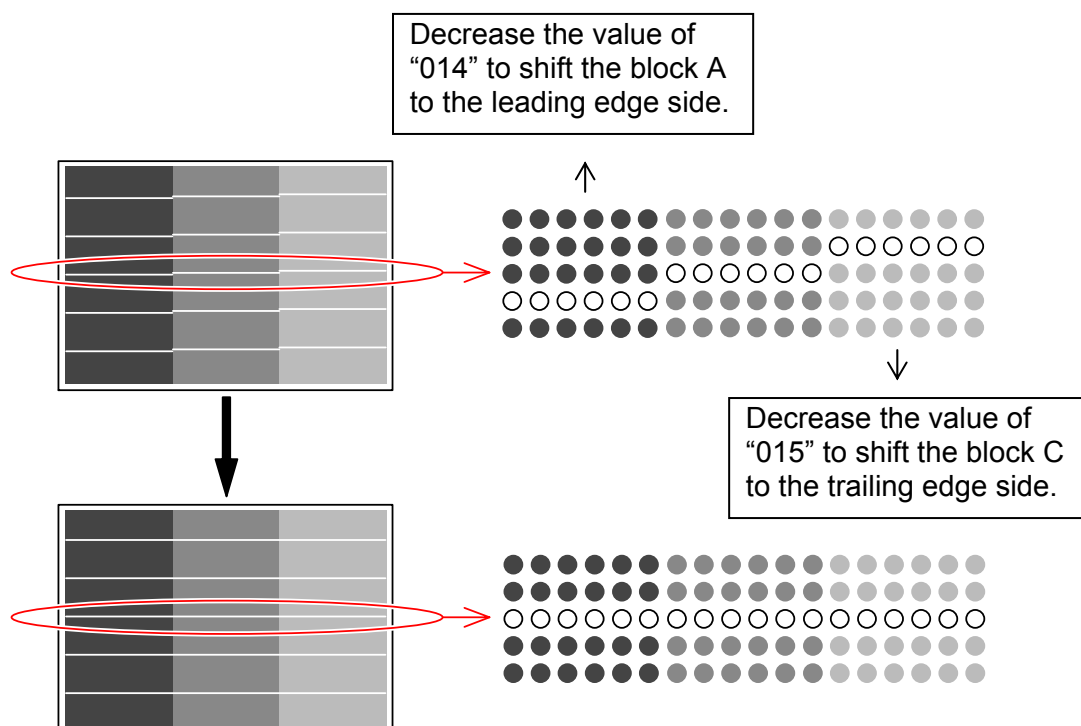 Decrease the value of
“014” to shift the block A
to the leading edge side.
Decrease the value of
“015” to shift the block C
to the trailing edge side.